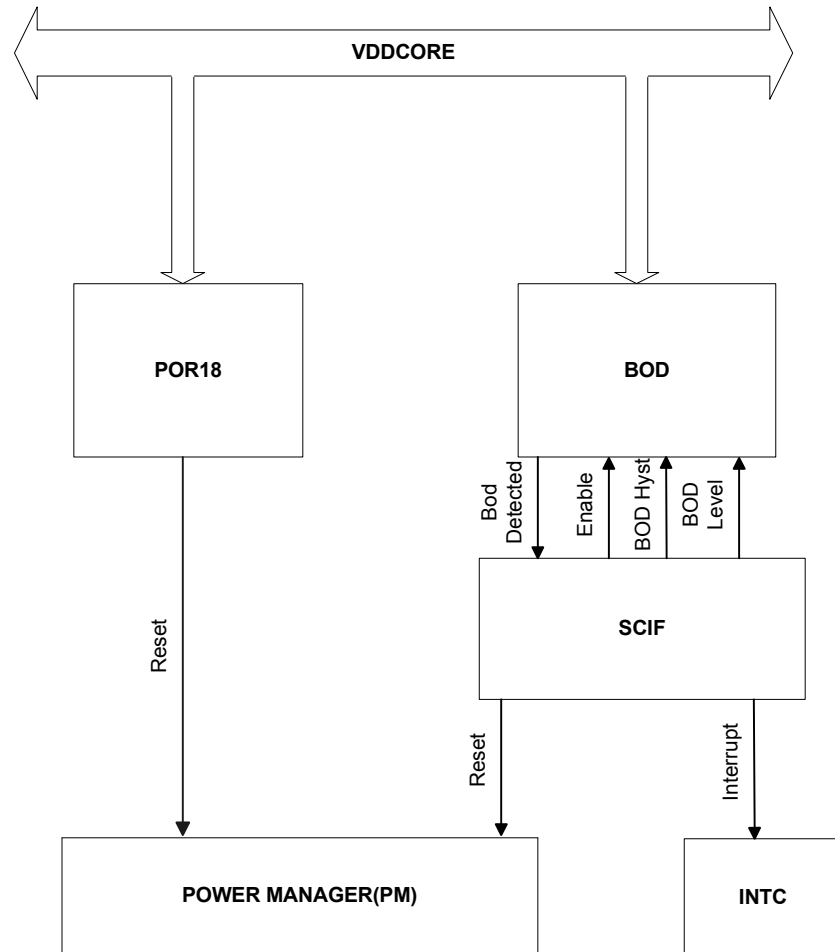 VDDCORE
POR18
BOD
Bod
Detected
Enable
BOD Hyst
BOD
Level
SCIF
Reset
Reset
Interrupt
POWER MANAGER(PM)
INTC